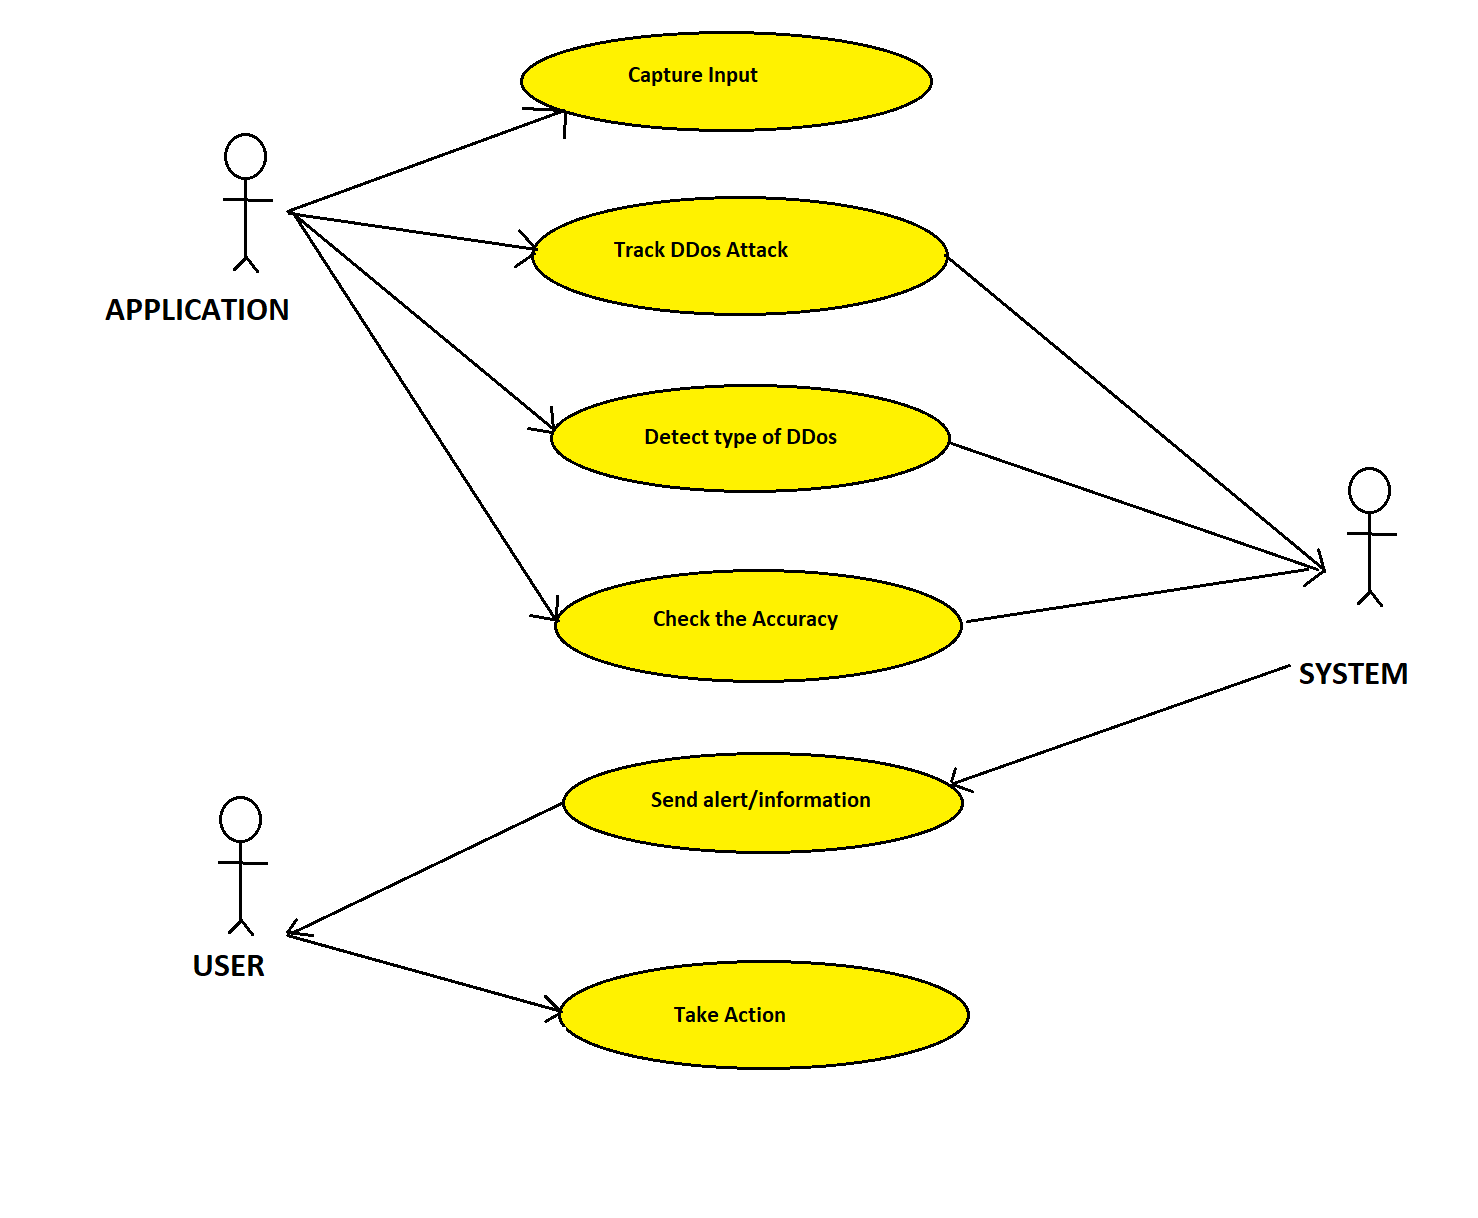 Capture Input
Track DDos Attack
APPLICATION
Detect type of DDos
Check the Accuracy
SYSTEM
Send alert/information
USER
Take Action